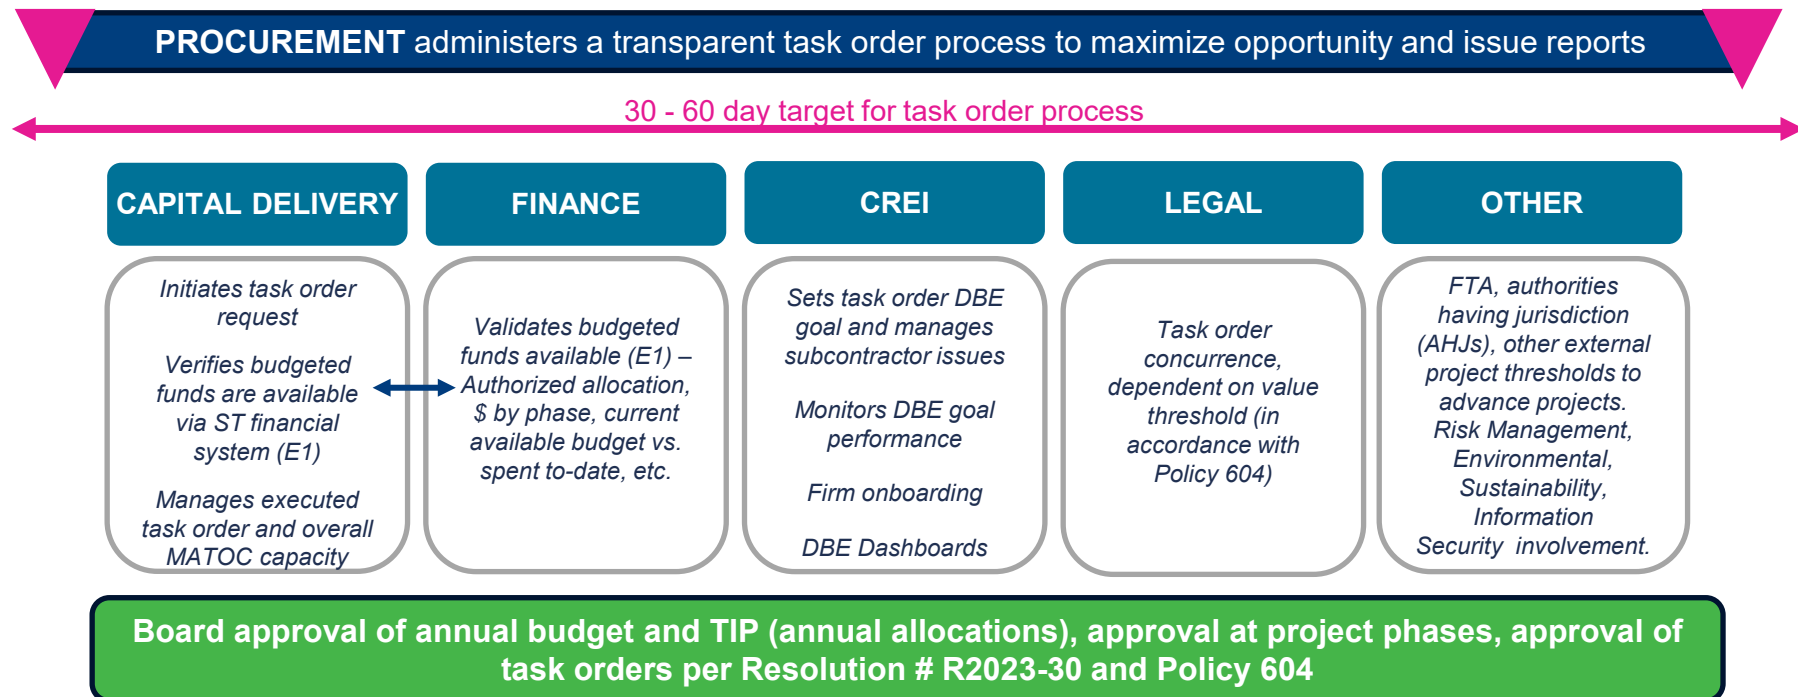 PROCUREMENT administers a transparent task order process to maximize opportunity and issue reports
30 - 60 day target for task order process
CAPITAL DELIVERY
Initiates task order
request
Verifies budgeted
funds are available
via ST financial
system (E1)
Manages executed
task order and overall
MATOC capacity
FINANCE
Validates budgeted
funds available (E1) –
Authorized allocation,
$ by phase, current
available budget vs.
spent to-date, etc.
CREI
Sets task order DBE
goal and manages
subcontractor issues
Monitors DBE goal
performance
Firm onboarding
DBE Dashboards
LEGAL
Task order
concurrence,
dependent on value
threshold (in
accordance with
Policy 604)
OTHER
FTA, authorities
having jurisdiction
(AHJs), other external
project thresholds to
advance projects.
Risk Management,
Environmental,
Sustainability,
Information
Security  involvement.
Board approval of annual budget and TIP (annual allocations), approval at project phases, approval of
task orders per Resolution # R2023-30 and Policy 604